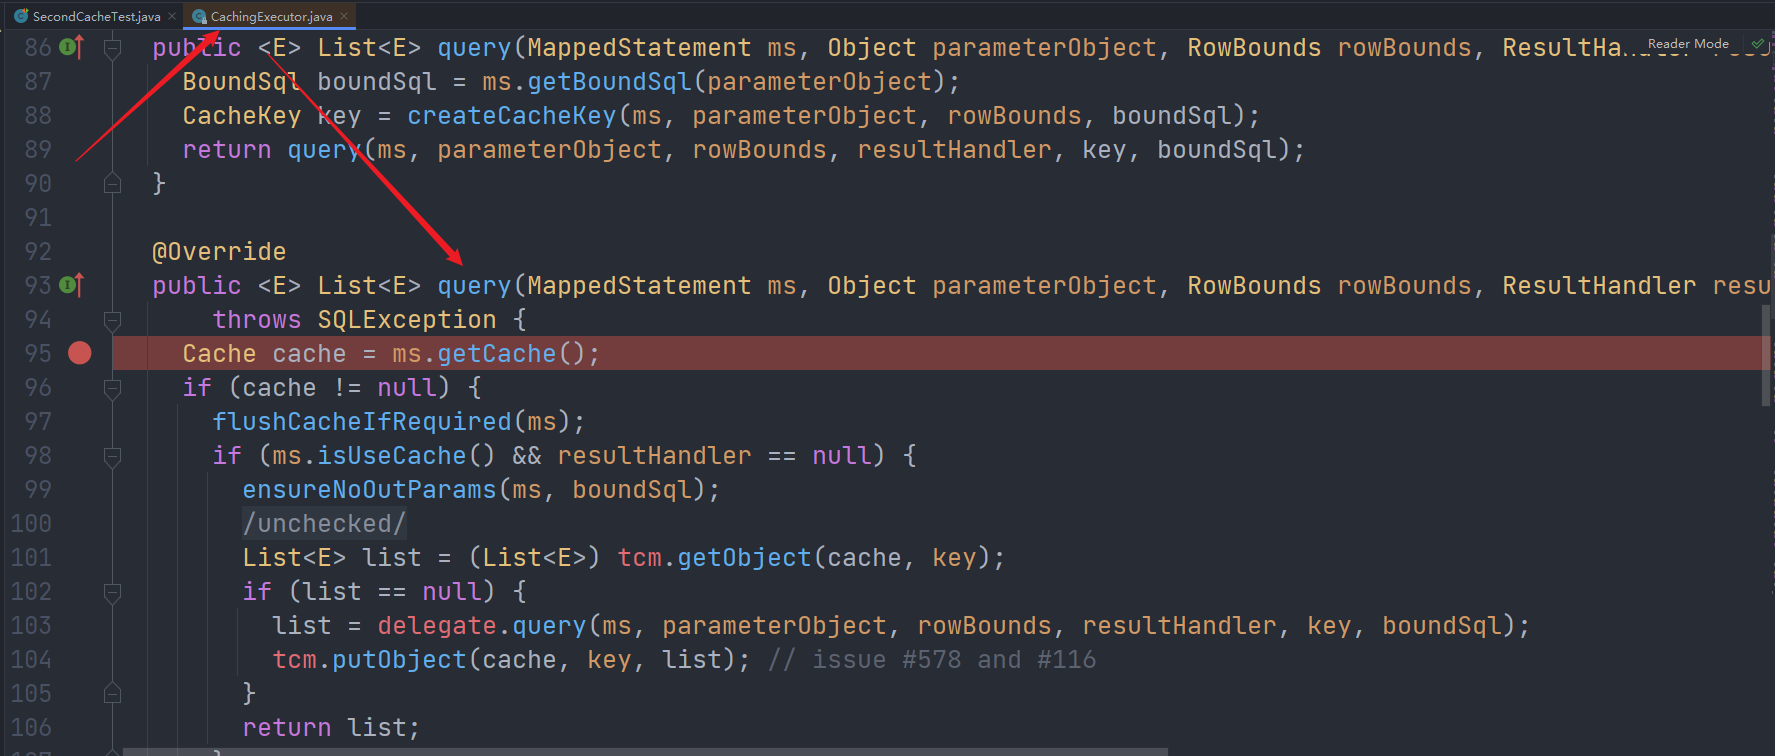 SecondCacheTest.java × CachingExecutor.java ×
Reader Mode
86 public <E> List<E> query(MappedStatement ms, Object parameterObject, RowBounds rowBounds, ResultHandler resu
87 BoundSql boundSql = ms.getBoundSql(parameterObject);
88 CacheKey key = createCacheKey(ms, parameterObject, rowBounds, boundSql);
89 return query(ms, parameterObject, rowBounds, resultHandler, key, boundSql);
90 }
91
92 @Override
93 public <E> List<E> query(MappedStatement ms, Object parameterObject, RowBounds rowBounds, ResultHandler resu
94 throws SQLException {
95 Cache cache = ms.getCache();
96 if (cache != null) {
97 flushCacheIfRequired(ms);
98 if (ms.isUseCache() && resultHandler == null) {
99 ensureNoOutParams(ms, boundSql);
100 /unchecked/
101 List<E> list = (List<E>) tcm.getObject(cache, key);
102 if (list == null) {
103 list = delegate.query(ms, parameterObject, rowBounds, resultHandler, key, boundSql);
104 tcm.putObject(cache, key, list); // issue #578 and #116
105 }
106 return list;
107 }